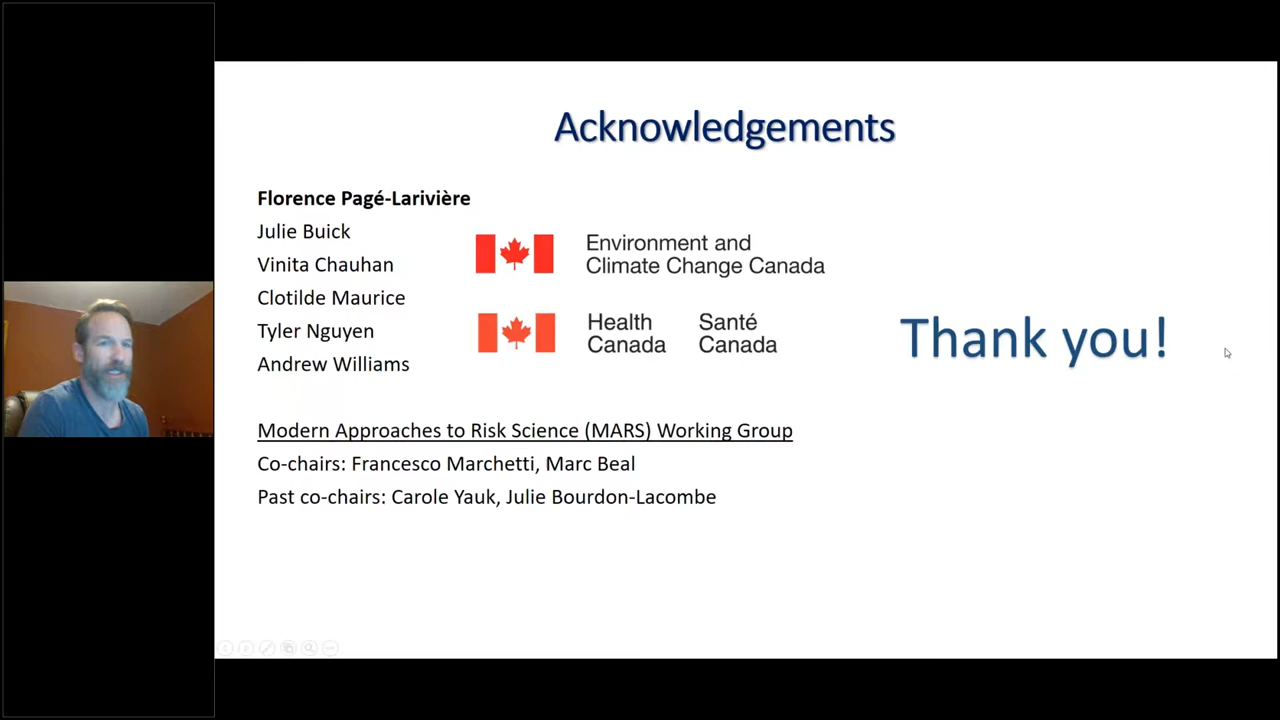 Acknowledgements
Florence Pagé-Larivière
Julie Buick
Vinita Chauhan
Clotilde Maurice
Tyler Nguyen
Andrew Williams
Environment and
Climate Change Canada
Health
Canada
Santé
Canada
Thank you!
Modern Approaches to Risk Science (MARS) Working Group
Co-chairs: Francesco Marchetti, Marc Beal
Past co-chairs: Carole Yauk, Julie Bourdon-Lacombe